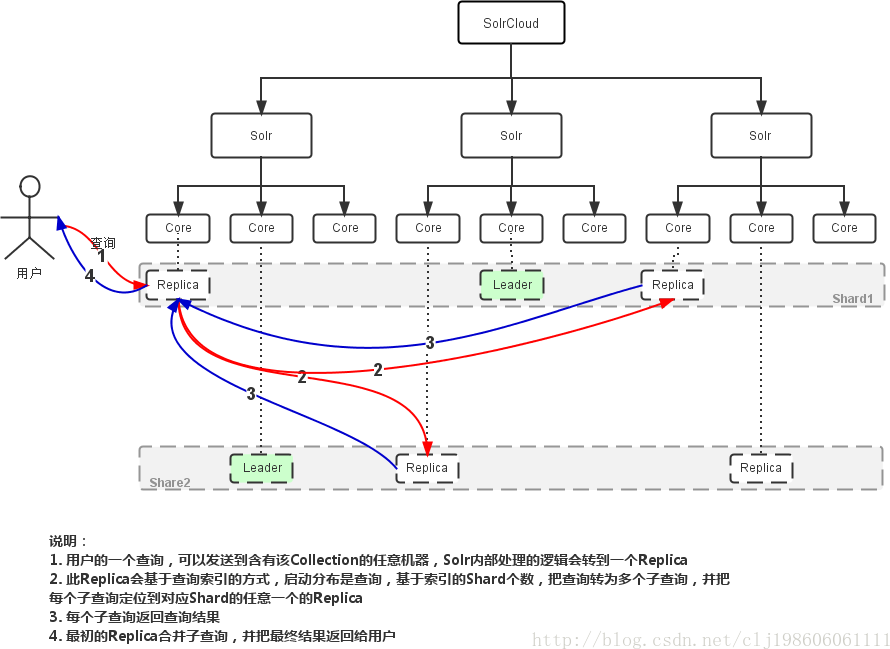 SolrCloud
Solr
Solr
Solr
Core
Core
Core
Core
Core
Core
Core
Core
Core
查询
1
4
用户
Replica
Leader
Replica
Shard1
3
2
2
3
Leader
Replica
Replica
Share2
说明：
1. 用户的一个查询，可以发送到含有该Collection的任意机器，Solr内部处理的逻辑会转到一个Replica
2. 此Replica会基于查询索引的方式，启动分布是查询，基于索引的Shard个数，把查询转为多个子查询，并把
每个子查询定位到对应Shard的任意一个的Replica
3. 每个子查询返回查询结果
4. 最初的Replica合并子查询，并把最终结果返回给用户
http://blog.csdn.net/clj198606061111